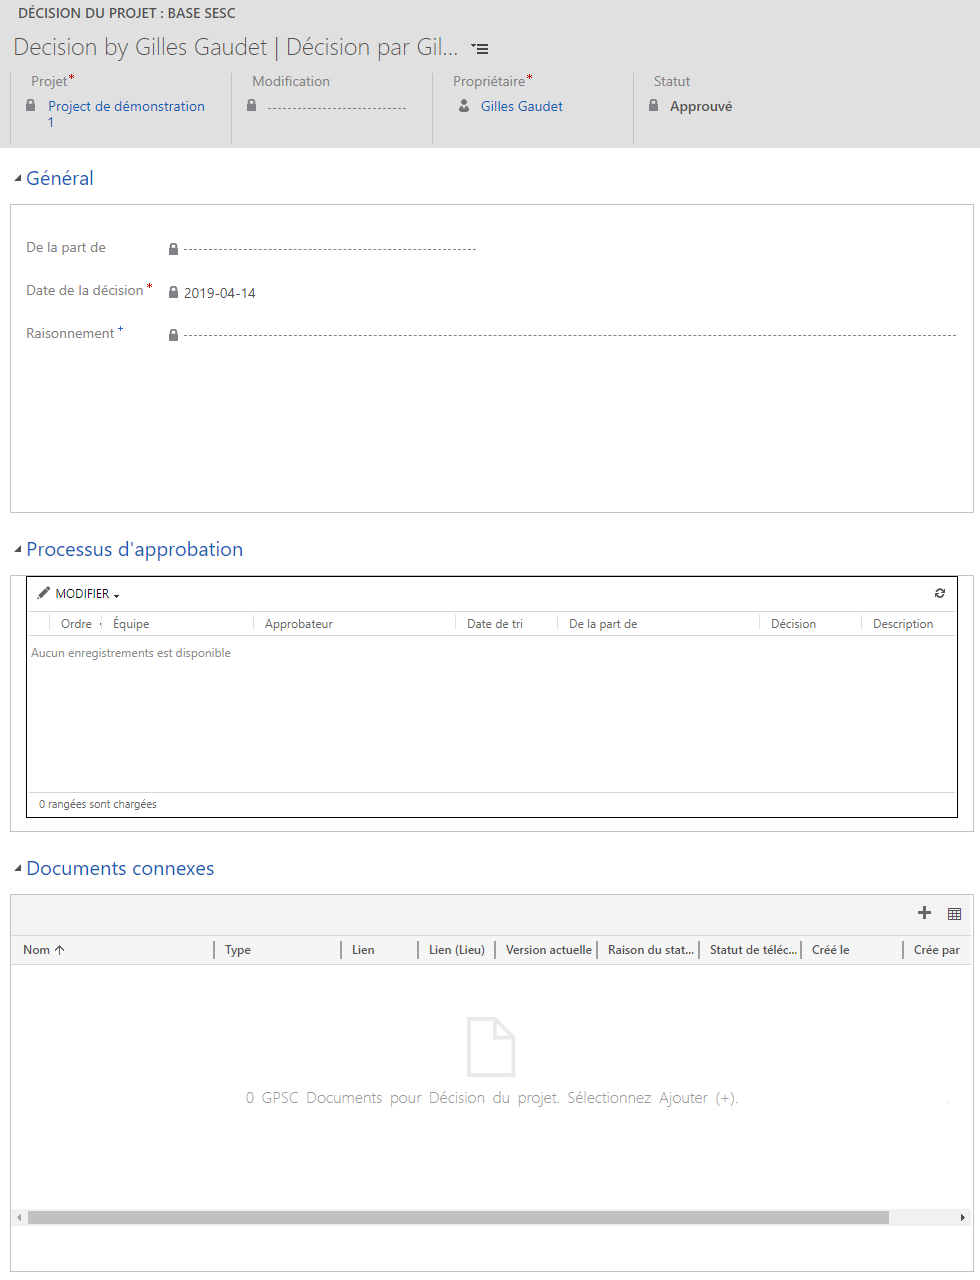 DÉCISION DU PROJET : BASE SESC
Decision by Gilles Gaudet | Décision par Gil...
Projet* Modification Propriétaire* Statut
Project de démonstration Gilles Gaudet Approuvé
1
Général
De la part de
Date de la décision * 2019-04-14
Raisonnement +
Processus d'approbation
MODIFIER
Ordre Équipe Approbateur Date de tri De la part de Décision Description
Aucun enregistrements est disponible
0 rangées sont chargées
Documents connexes
Nom Type Lien Lien (Lieu) Version actuelle Raison du stat... Statut de téléc... Créé le Crée par
0 GPSC Documents pour Décision du projet. Sélectionnez Ajouter (+).